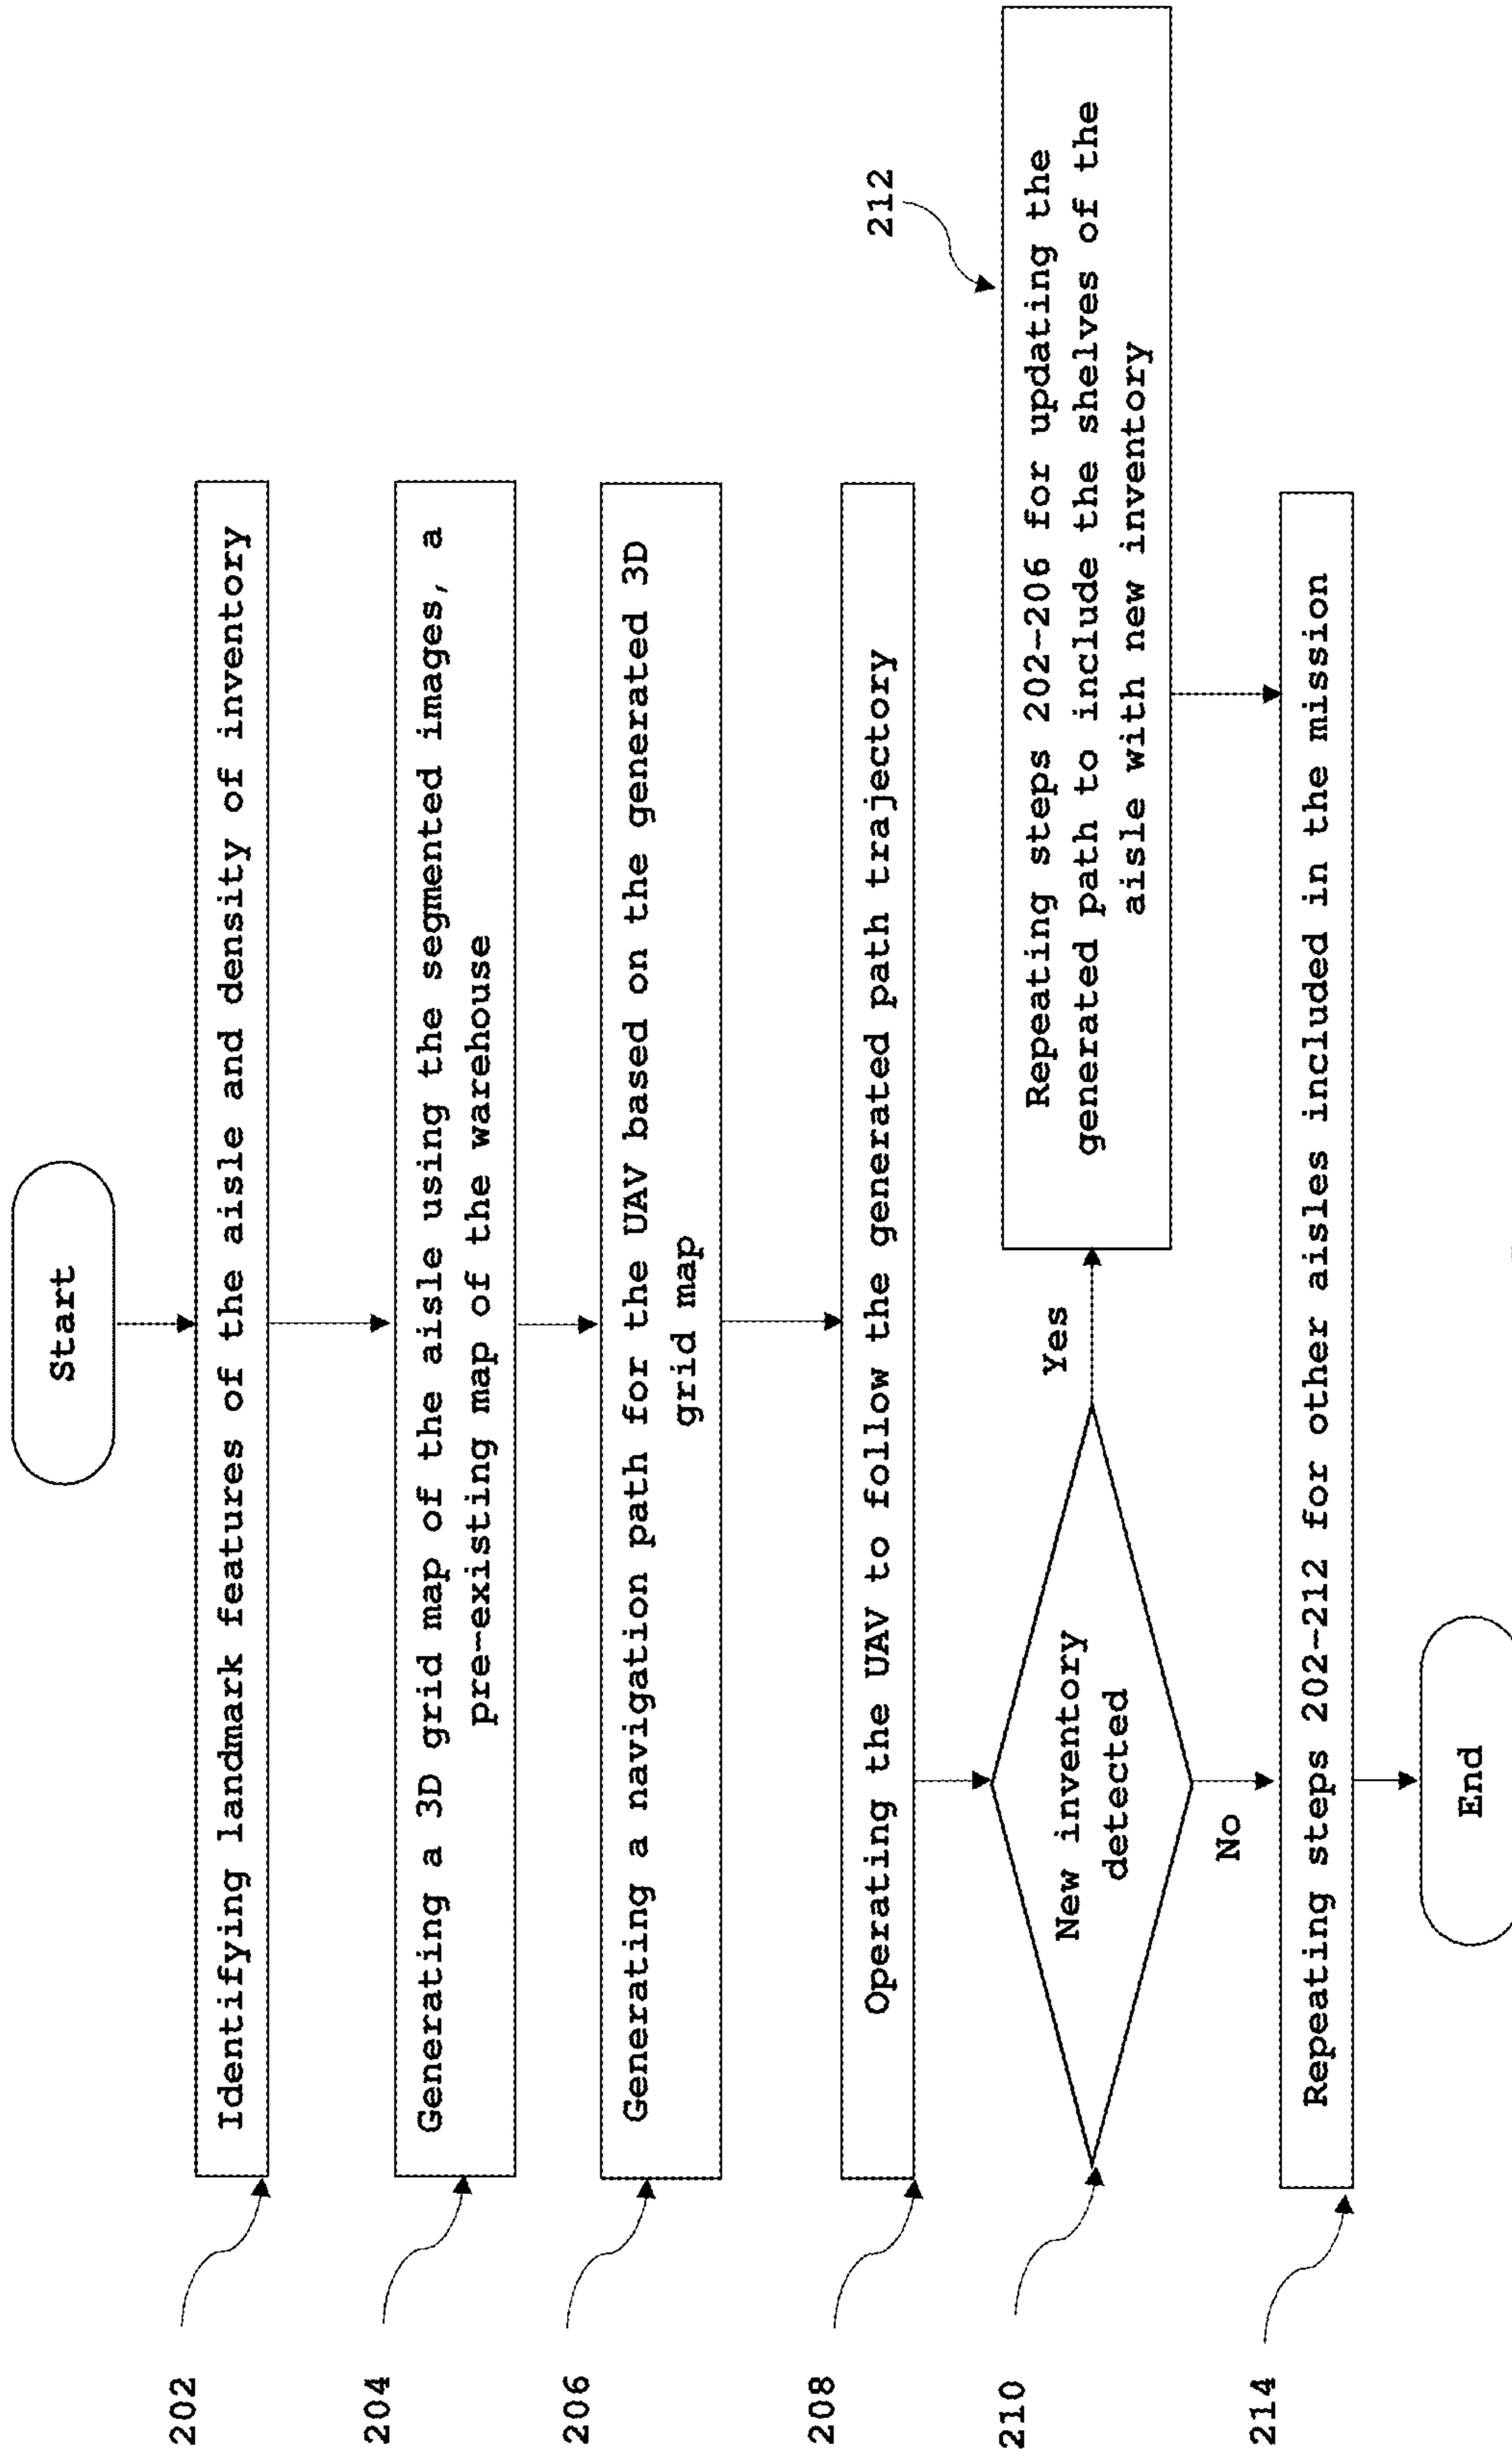 Start
202
Identifying landmark features of the aisle and density of inventory
204
Generating a 3D grid map of the aisle using the segmented images, a
pre-existing map of the warehouse
206
Generating a navigation path for the UAV based on the generated 3D
grid map
208
Operating the UAV to follow the generated path trajectory
210
New inventory
detected
Yes
212
Repeating steps 202-206 for updating the
generated path to include the shelves of the
aisle with new inventory
No
214
Repeating steps 202-212 for other aisles included in the mission
End